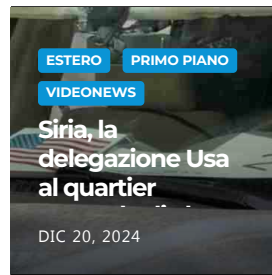 ESTERO PRIMO PIANO
VIDEONEWS
Siria, la
delegazione Usa
al quartier
DIC 20, 2024